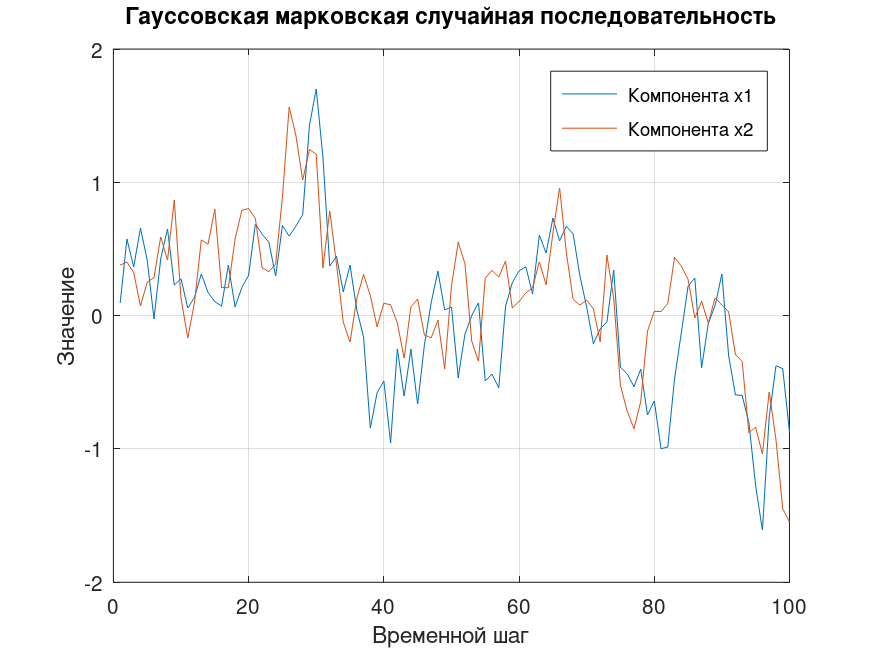 Гауссовская марковская случайная последовательность
Компонента x1
Компонента x2
2
1
0
-1
-2
Значение
0
20
40
60
80
100
Временной шаг